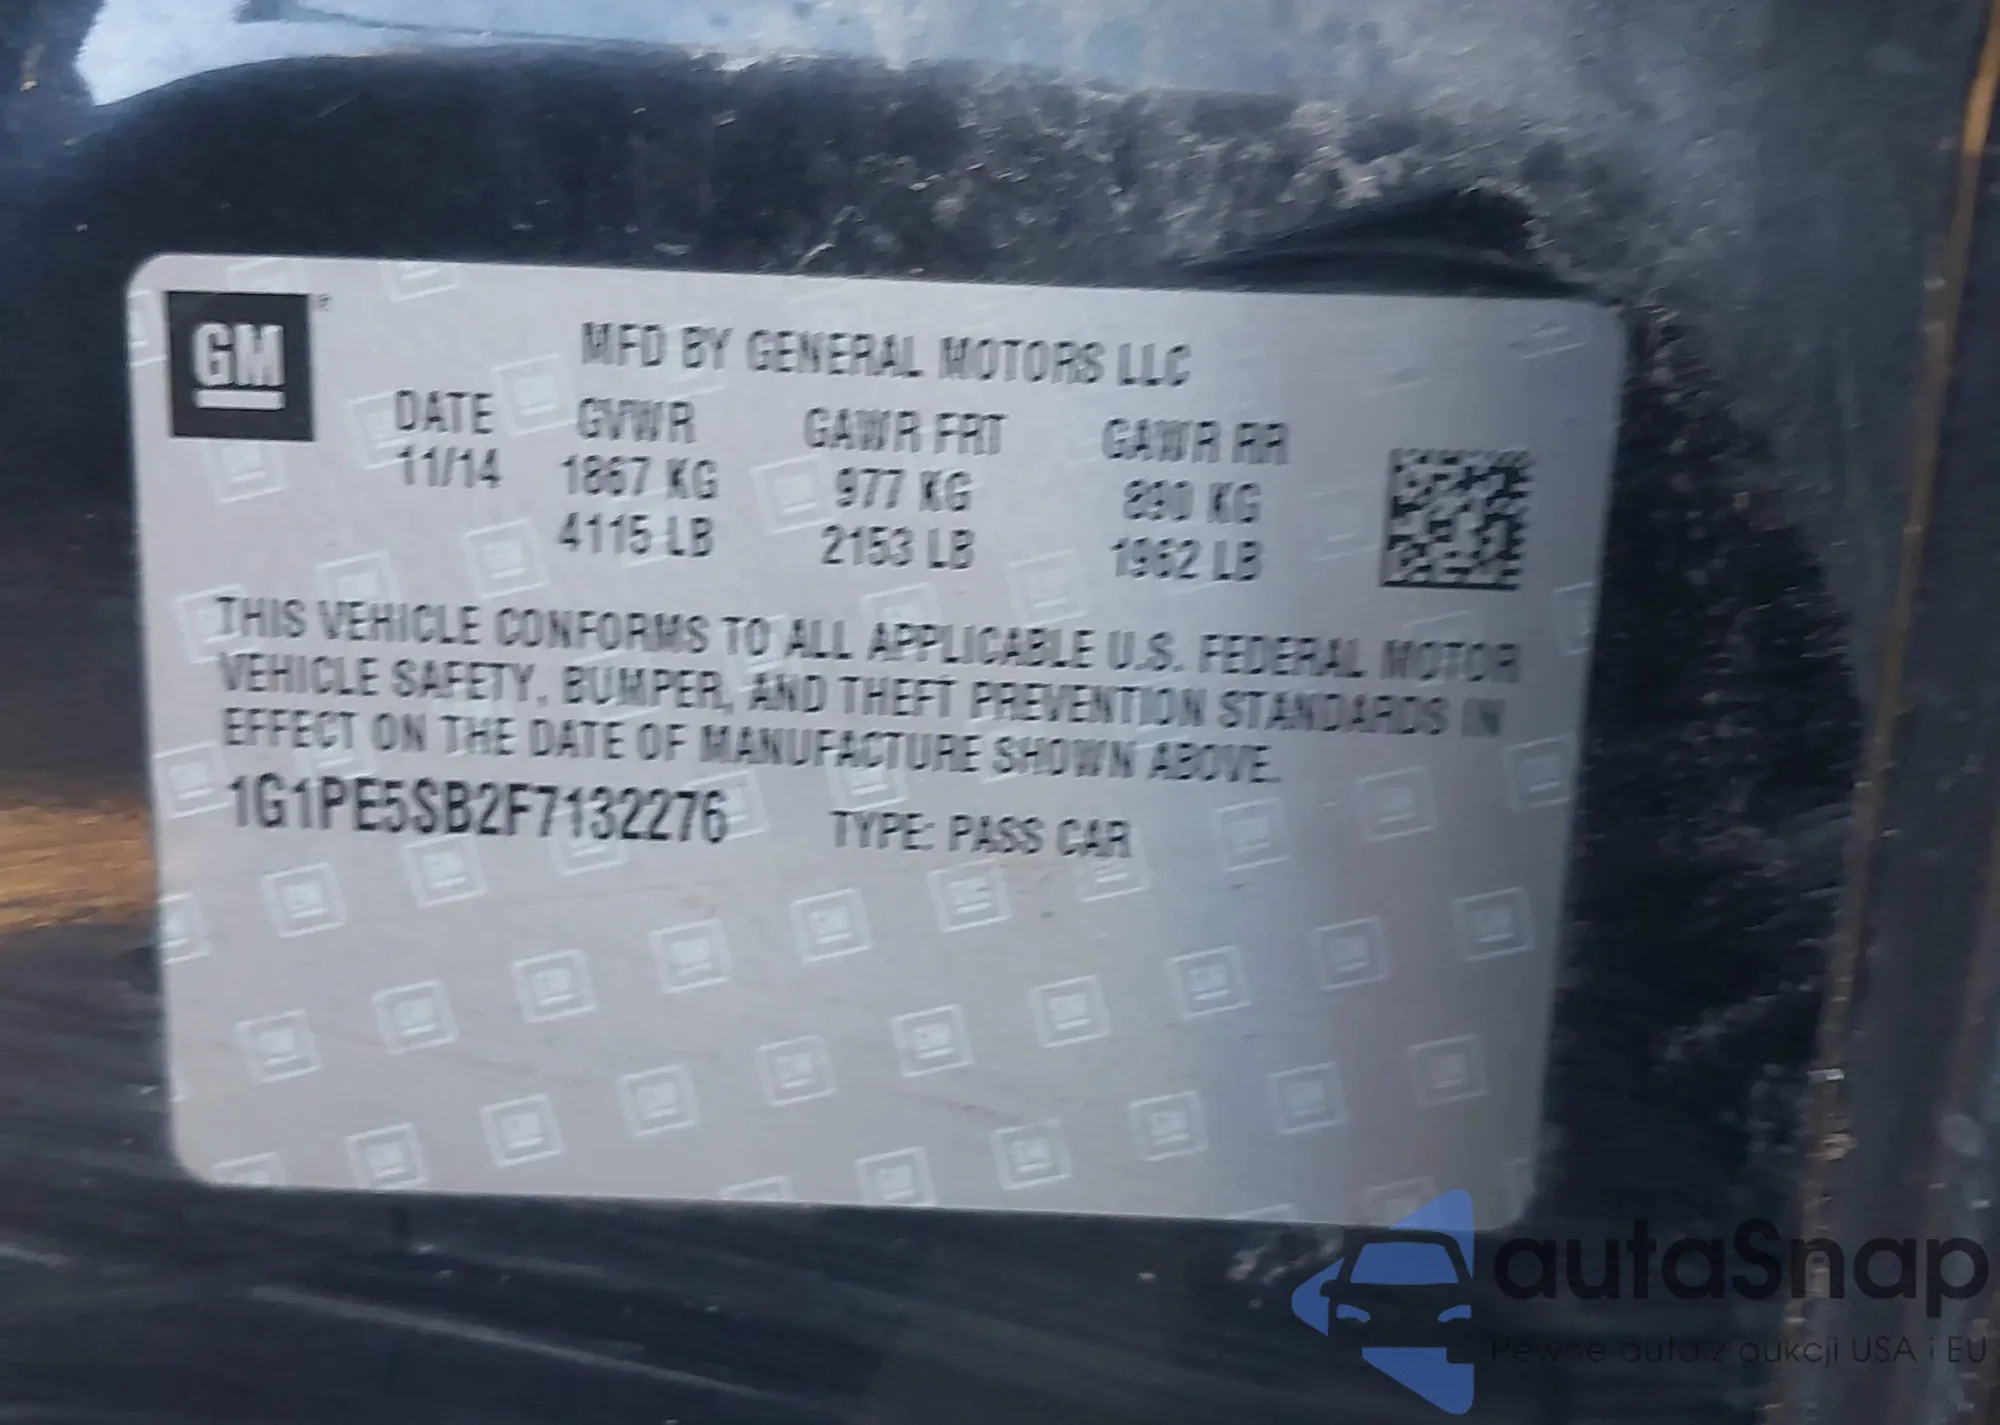 GM ®
MFD BY GENERAL MOTORS LLC
DATE GVWR GAWR FRT GAWR RR
11/14 1867 KG 977 KG 890 KG
4115 LB 2153 LB 1962 LB
THIS VEHICLE CONFORMS TO ALL APPLICABLE U.S. FEDERAL MOTOR
VEHICLE SAFETY, BUMPER, AND THEFT PREVENTION STANDARDS IN
EFFECT ON THE DATE OF MANUFACTURE SHOWN ABOVE.
1G1PE5SB2F7132276 TYPE: PASS CAR
autaSnap
Pewne auta z aukcji USA i EU